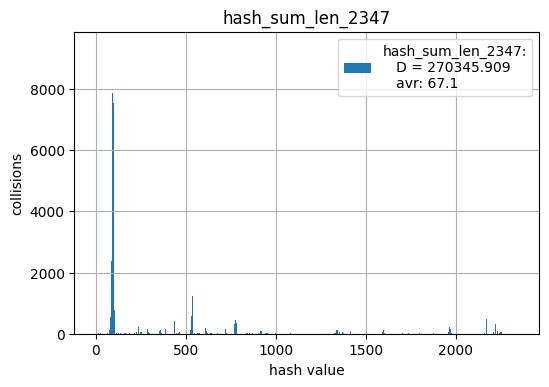 hash_sum_len_2347
hash_sum_len_2347:
D = 270345.909
avr: 67.1
collisions
8000
6000
4000
2000
0
0
500
1000
1500
2000
hash value